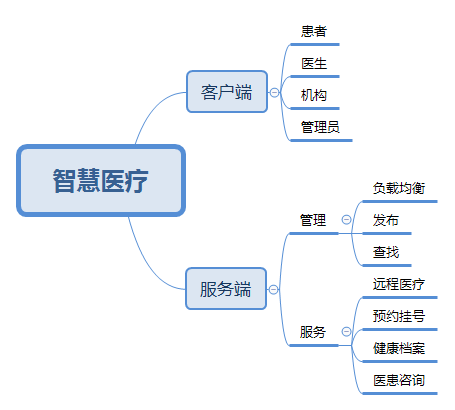 智慧医疗
客户端
患者
医生
机构
管理员
服务端
管理
负载均衡
发布
查找
服务
远程医疗
预约挂号
健康档案
医患咨询